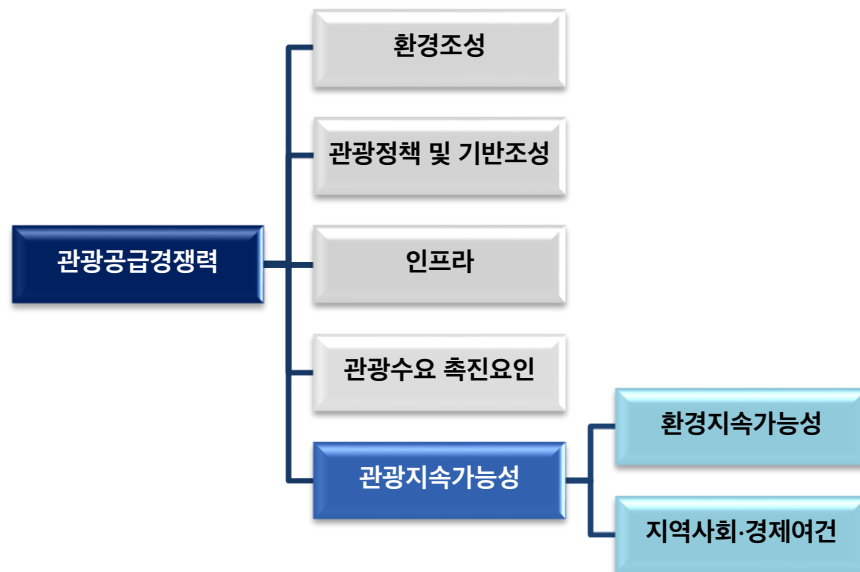 환경조성
관광정책 및 기반조성
관광공급경쟁력
인프라
관광수요 촉진요인
관광지속가능성
환경지속가능성
지역사회·경제여건